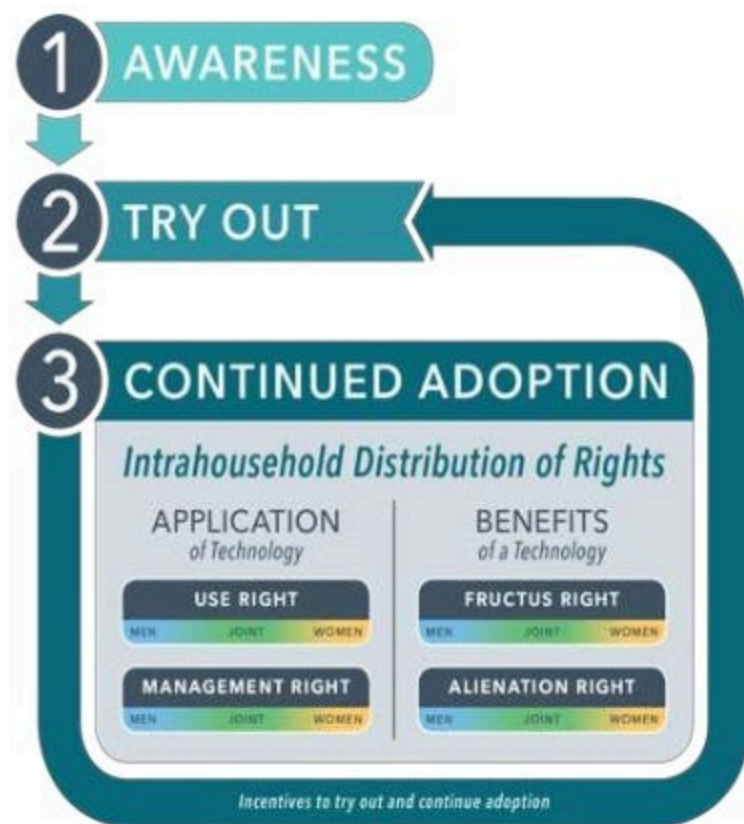 1 AWARENESS
2 TRY OUT
3 CONTINUED ADOPTION
Intrahousehold Distribution of Rights
APPLICATION
of Technology
USE RIGHT
MEN JOINT WOMEN
MANAGEMENT RIGHT
MEN JOINT WOMEN
BENEFITS
of a Technology
FRUCTUS RIGHT
MEN JOINT WOMEN
ALIENATION RIGHT
MEN JOINT WOMEN
Incentives to try out and continue adoption